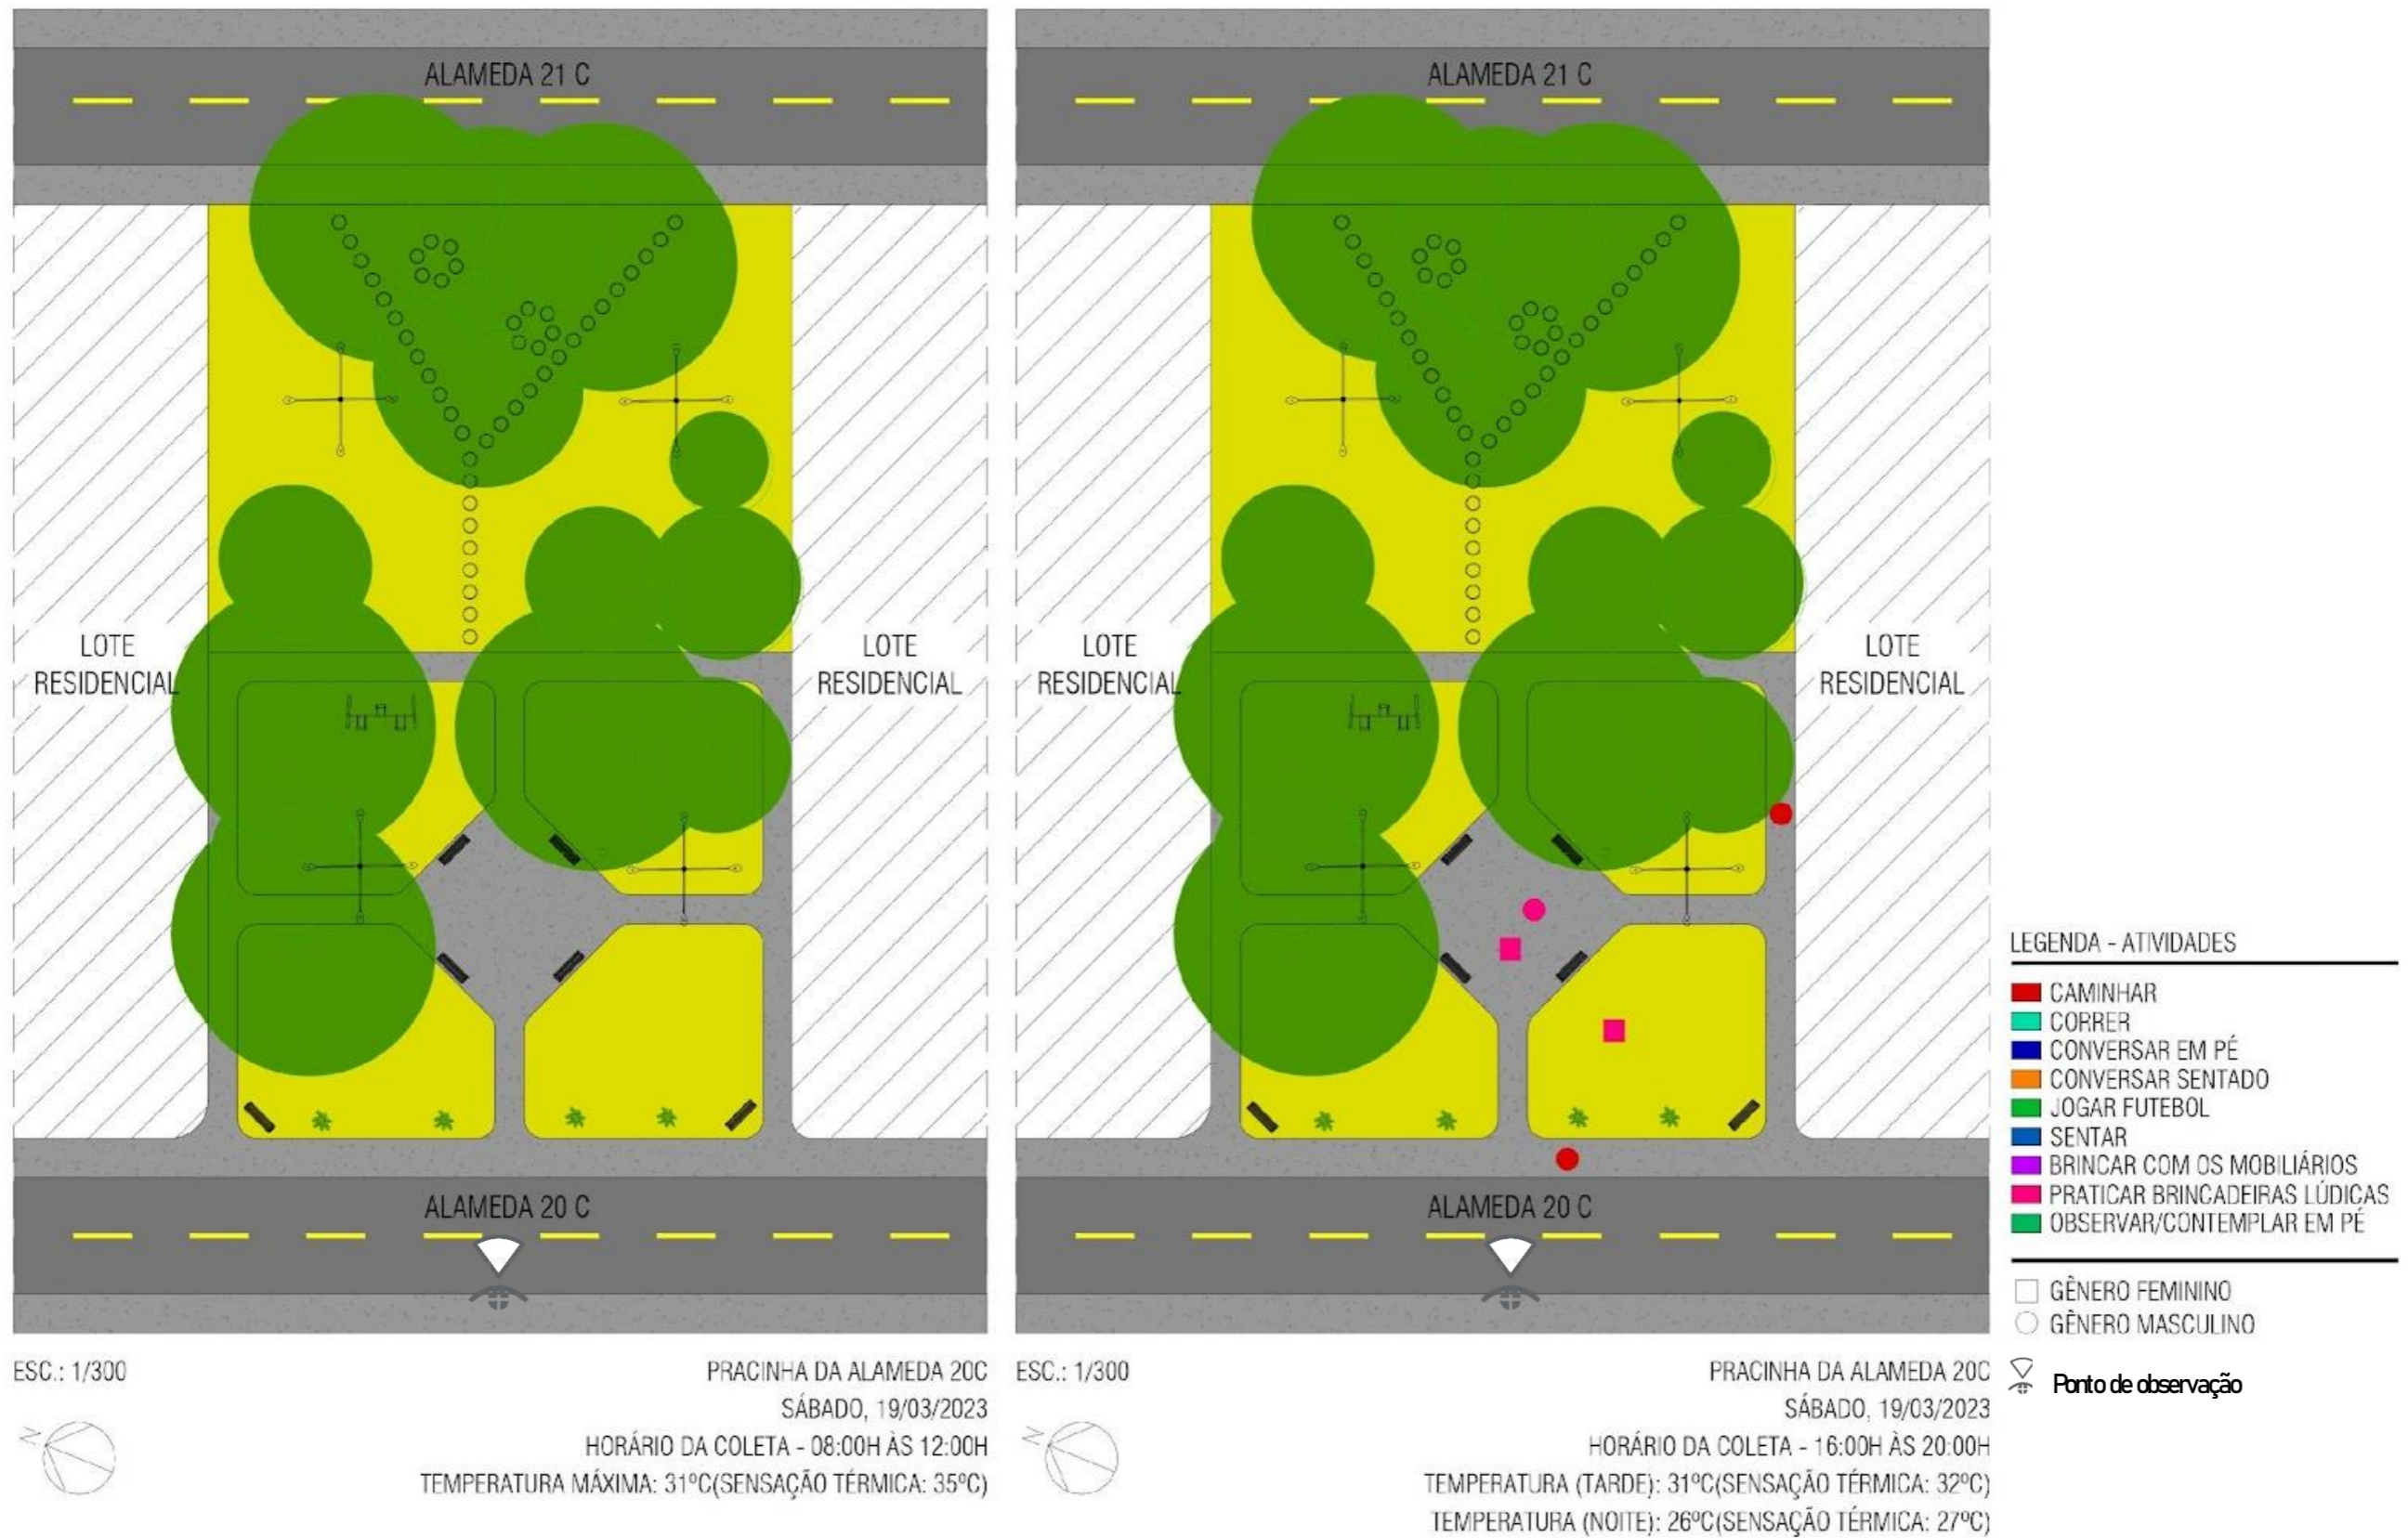 ALAMEDA 21 C
LOTE
RESIDENCIAL
LOTE
RESIDENCIAL
ALAMEDA 20 C
ESC.: 1/300
N
PRACINHA DA ALAMEDA 20C
SÁBADO, 19/03/2023
HORÁRIO DA COLETA - 08:00H ÀS 12:00H
TEMPERATURA MÁXIMA: 31ºC(SENSAÇÃO TÉRMICA: 35ºC)
ALAMEDA 21 C
LOTE
RESIDENCIAL
LOTE
RESIDENCIAL
ALAMEDA 20 C
ESC.: 1/300
N
PRACINHA DA ALAMEDA 20C
SÁBADO, 19/03/2023
HORÁRIO DA COLETA - 16:00H ÀS 20:00H
TEMPERATURA (TARDE): 31ºC(SENSAÇÃO TÉRMICA: 32ºC)
TEMPERATURA (NOITE): 26ºC(SENSAÇÃO TÉRMICA: 27ºC)
LEGENDA - ATIVIDADES
CAMINHAR
CORRER
CONVERSAR EM PÉ
CONVERSAR SENTADO
JOGAR FUTEBOL
SENTAR
BRINCAR COM OS MOBILIÁRIOS
PRATICAR BRINCADEIRAS LÚDICAS
OBSERVAR/CONTEMPLAR EM PÉ
GÊNERO FEMININO
GÊNERO MASCULINO
Ponto de observação